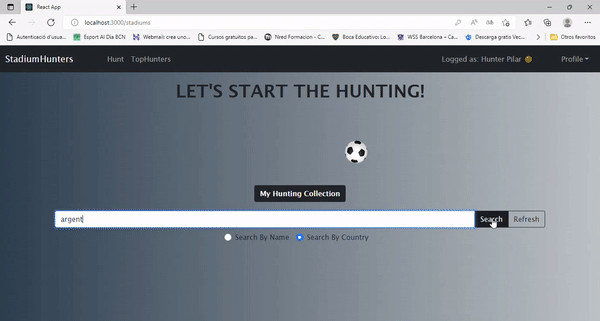 React App
localhost:3000/stadiums
Autenticació d'usua... Esport Al Dia BCN Webmail: crea uno... Cursos gratuitos pa... Nred Formacion - C... Boca Educativo: Lo... WSS Barcelona – Ca... Descarga gratis Vec... Otros favoritos
StadiumHunters Hunt TopHunters Logged as: Hunter Pilar Profile
LET'S START THE HUNTING!
My Hunting Collection
argent Search Refresh
Search By Name Search By Country